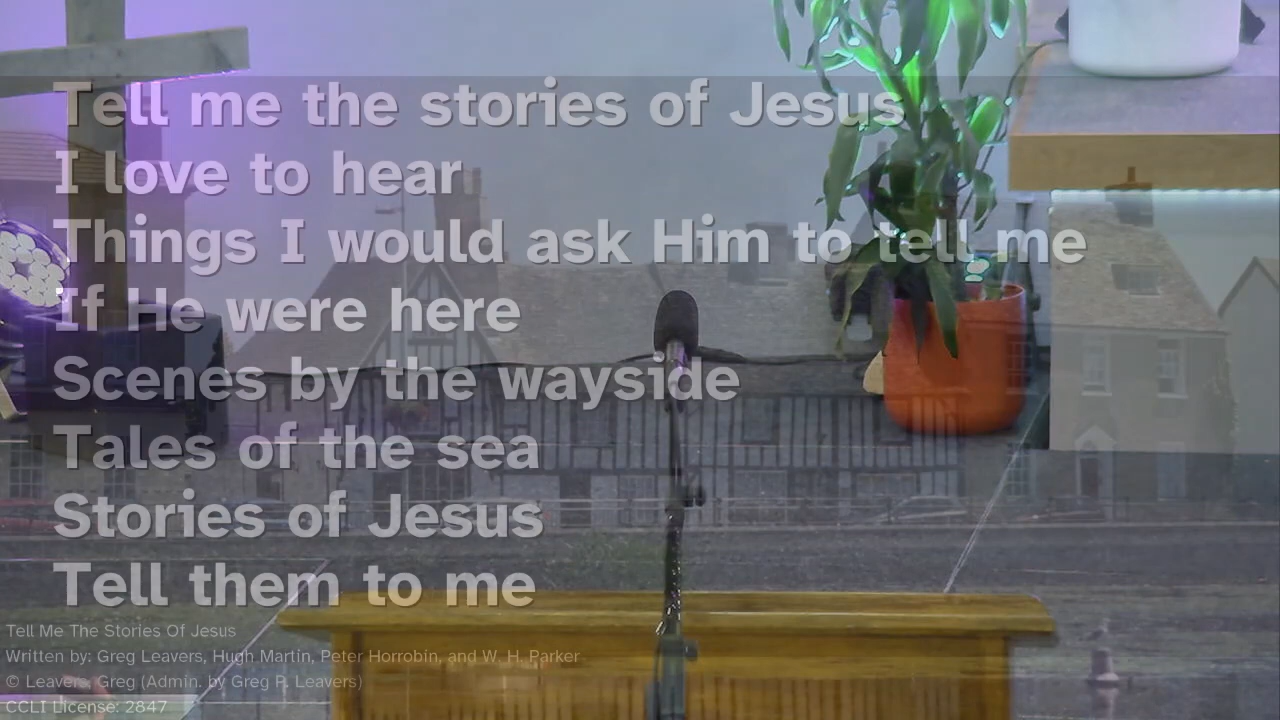 Tell me the stories of Jesus
I love to hear
Things I would ask Him to tell me
If He were here
Scenes by the wayside
Tales of the sea
Stories of Jesus
Tell them to me
Tell Me The Stories Of Jesus
Written by: Greg Leavers, Hugh Martin, Peter Horrobin, and W. H. Parker
© Leavers, Greg (Admin. by Greg P. Leavers)
CCLI License: 2847